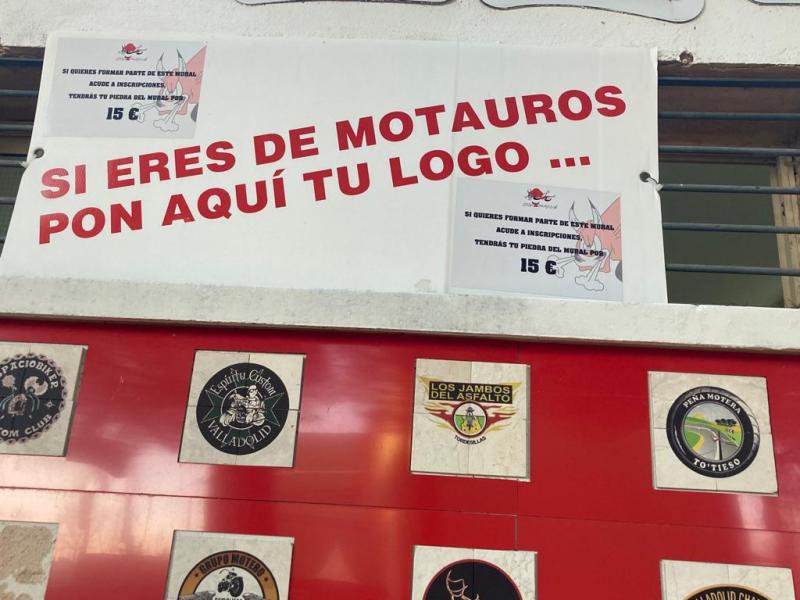 SI QUIERES FORMAR PARTE DE ESTE MURAL
ACUDE A INSCRIPCIONES,
TENDRÁS TU PIEDRA DEL MURAL POR
15 €
SI ERES DE MOTAUROS
PON AQUÍ TU LOGO ...
SI QUIERES FORMAR PARTE DE ESTE MURAL
ACUDE A INSCRIPCIONES,
TENDRÁS TU PIEDRA DEL MURAL POR
15 €
Espíritu Custom
VALLADOLID
LOS JAMBOS
DEL ASFALTO
TORDESILLAS
PEÑA MOTERA
TO'TIESO
GRUPO MOTERO